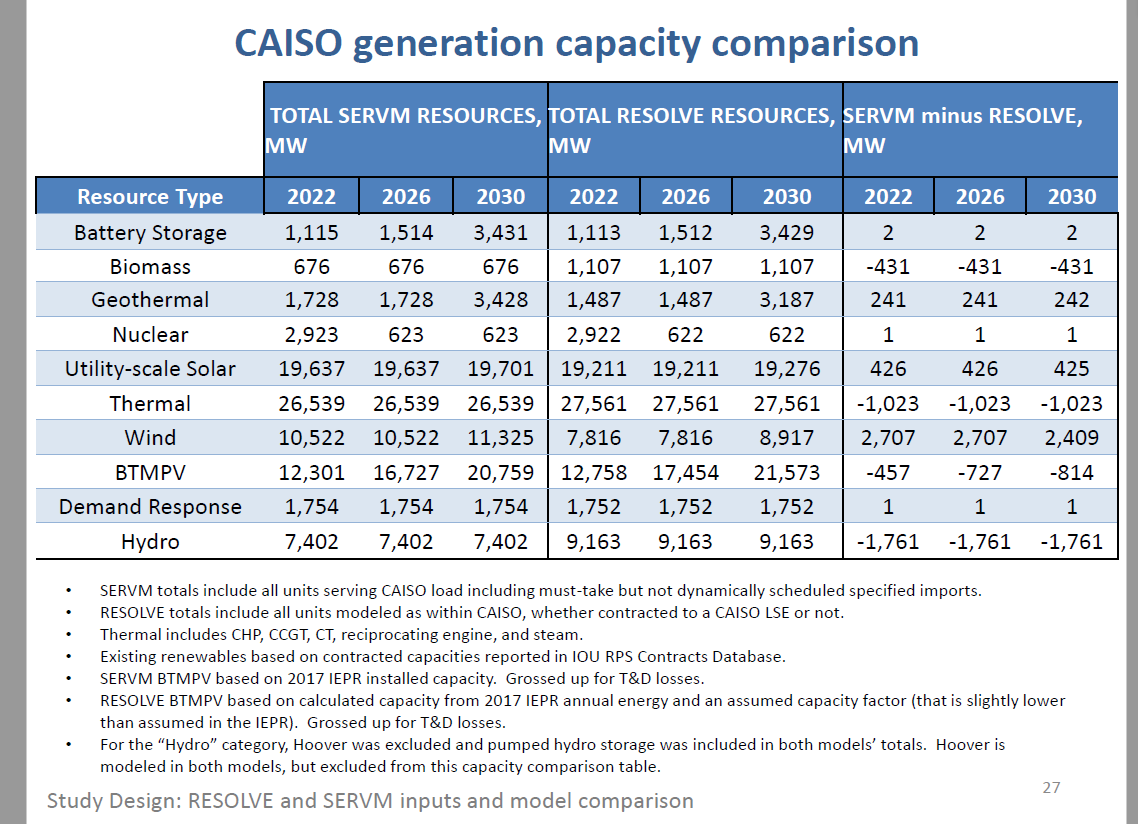 CAISO generation capacity comparison
TOTAL SERVM RESOURCES, MW TOTAL RESOLVE RESOURCES, MW SERVM minus RESOLVE, MW
Resource Type 2022 2026 2030 2022 2026 2030 2022 2026 2030
Battery Storage 1,115 1,514 3,431 1,113 1,512 3,429 2 2 2
Biomass 676 676 676 1,107 1,107 1,107 -431 -431 -431
Geothermal 1,728 1,728 3,428 1,487 1,487 3,187 241 241 242
Nuclear 2,923 623 623 2,922 622 622 1 1 1
Utility-scale Solar 19,637 19,637 19,701 19,211 19,211 19,276 426 426 425
Thermal 26,539 26,539 26,539 27,561 27,561 27,561 -1,023 -1,023 -1,023
Wind 10,522 10,522 11,325 7,816 7,816 8,917 2,707 2,707 2,409
BTMPV 12,301 16,727 20,759 12,758 17,454 21,573 -457 -727 -814
Demand Response 1,754 1,754 1,754 1,752 1,752 1,752 1 1 1
Hydro 7,402 7,402 7,402 9,163 9,163 9,163 -1,761 -1,761 -1,761
• SERVM totals include all units serving CAISO load including must-take but not dynamically scheduled specified imports.
• RESOLVE totals include all units modeled as within CAISO, whether contracted to a CAISO LSE or not.
• Thermal includes CHP, CCGT, CT, reciprocating engine, and steam.
• Existing renewables based on contracted capacities reported in IOU RPS Contracts Database.
• SERVM BTMPV based on 2017 IEPR installed capacity. Grossed up for T&D losses.
• RESOLVE BTMPV based on calculated capacity from 2017 IEPR annual energy and an assumed capacity factor (that is slightly lower
than assumed in the IEPR). Grossed up for T&D losses.
• For the “Hydro” category, Hoover was excluded and pumped hydro storage was included in both models’ totals. Hoover is
modeled in both models, but excluded from this capacity comparison table.
27
Study Design: RESOLVE and SERVM inputs and model comparison